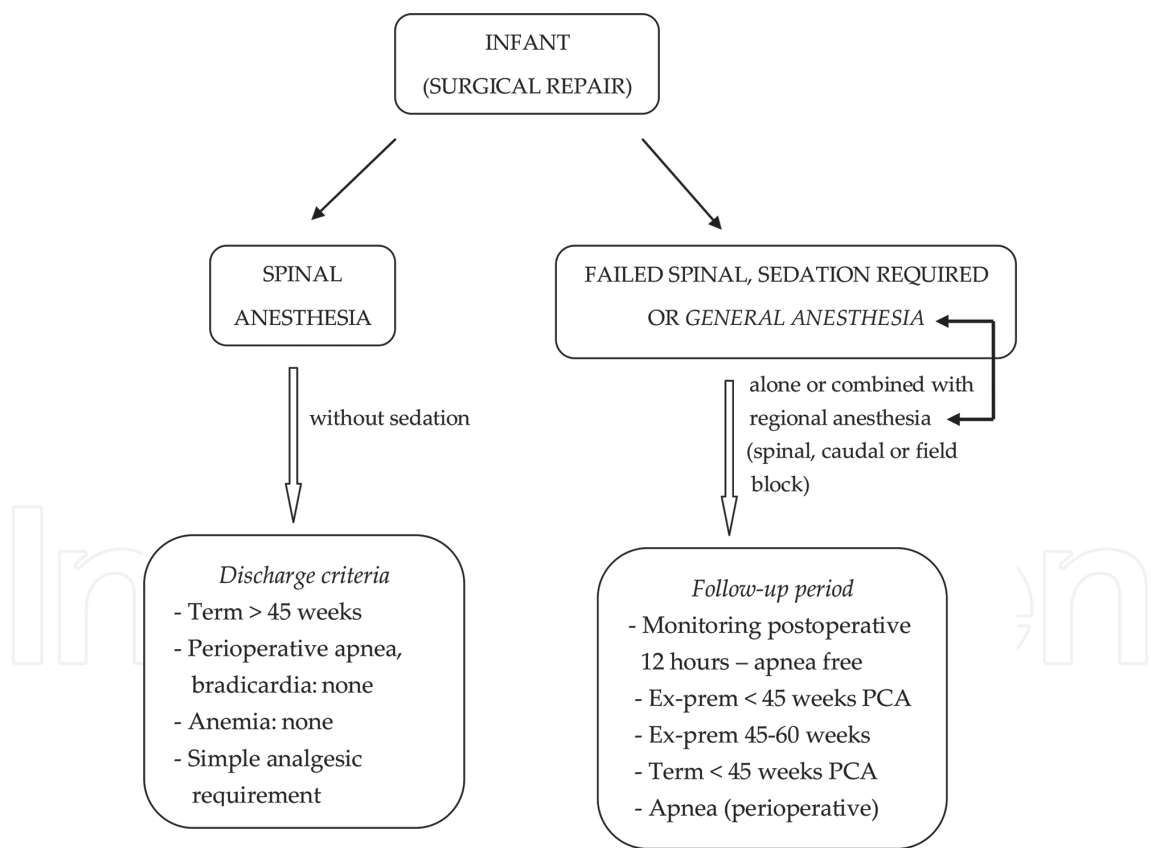 INFANT
(SURGICAL REPAIR)
SPINAL
ANESTHESIA
FAILED SPINAL, SEDATION REQUIRED
OR GENERAL ANESTHESIA
without sedation
alone or combined with
regional anesthesia
(spinal, caudal or field
block)
Discharge criteria
- Term > 45 weeks
- Perioperative apnea,
bradicardia: none
- Anemia: none
- Simple analgesic
requirement
Follow-up period
- Monitoring postoperative
12 hours – apnea free
- Ex-prem < 45 weeks PCA
- Ex-prem 45-60 weeks
- Term < 45 weeks PCA
- Apnea (perioperative)